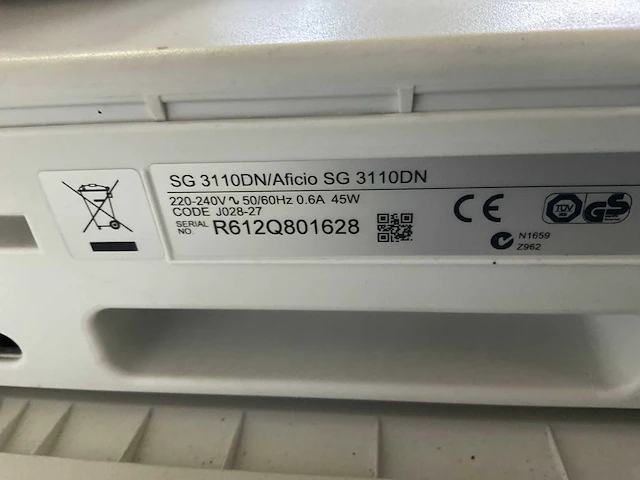 SG 3110DN/Aficio SG 3110DN
220-240V ∿ 50/60Hz 0.6A 45W
CODE J028-27
SERIAL NO. R612Q801628
CE
TÜV GS
N1659
Z962